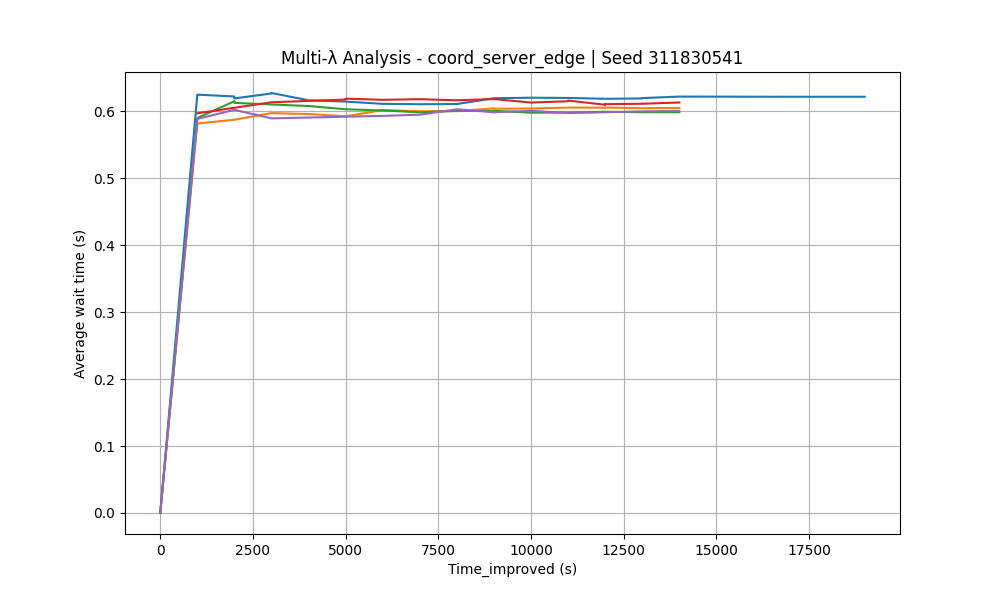 Multi-λ Analysis - coord_server_edge | Seed 311830541
Average wait time (s)
0.6
0.5
0.4
0.3
0.2
0.1
0.0
0 2500 5000 7500 10000 12500 15000 17500
Time_improved (s)